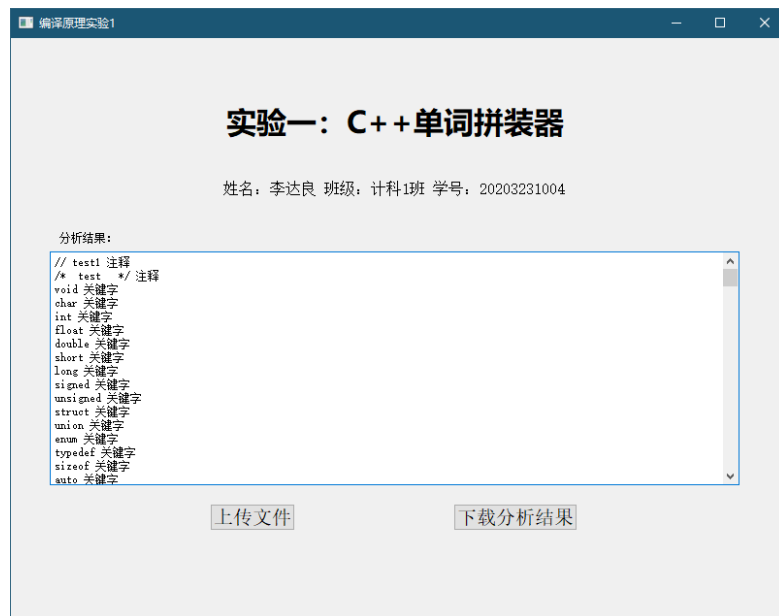 编译原理实验1
实验一：C++单词拼装器
姓名：李达良 班级：计科1班 学号：20203231004
分析结果：
// test1 注释
/*  test   */ 注释
void 关键字
char 关键字
int 关键字
float 关键字
double 关键字
short 关键字
long 关键字
signed 关键字
unsigned 关键字
struct 关键字
union 关键字
enum 关键字
typedef 关键字
sizeof 关键字
auto 关键字
上传文件 下载分析结果